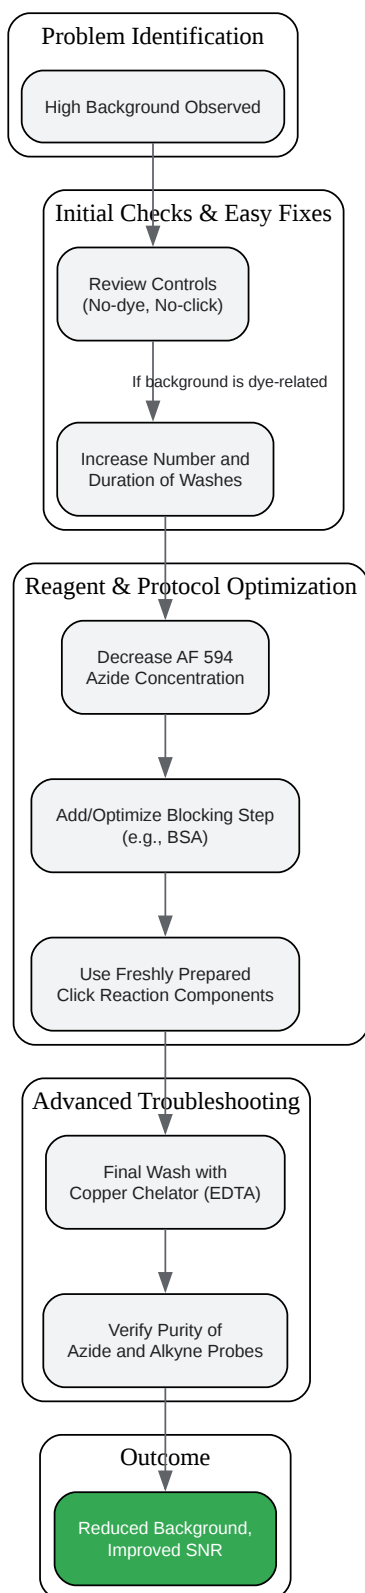 Problem Identification
High Background Observed
Initial Checks & Easy Fixes
Review Controls
(No-dye, No-click)
If background is dye-related
Increase Number and
Duration of Washes
Reagent & Protocol Optimization
Decrease AF 594
Azide Concentration
Add/Optimize Blocking Step
(e.g., BSA)
Use Freshly Prepared
Click Reaction Components
Advanced Troubleshooting
Final Wash with
Copper Chelator (EDTA)
Verify Purity of
Azide and Alkyne Probes
Outcome
Reduced Background,
Improved SNR